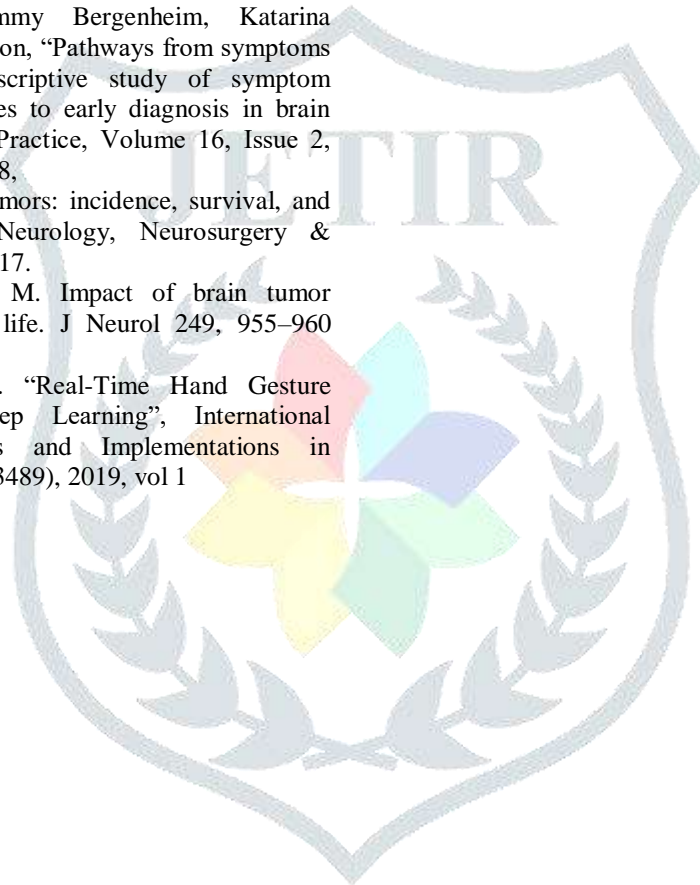 mmy Bergenheim, Katarina
on, “Pathways from symptoms
scriptive study of symptom
es to early diagnosis in brain
Practice, Volume 16, Issue 2,
8,
mors: incidence, survival, and
Neurology, Neurosurgery &
17.
M. Impact of brain tumor
life. J Neurol 249, 955–960
. “Real-Time Hand Gesture
ep Learning”, International
s and Implementations in
3489), 2019, vol 1
JETIR